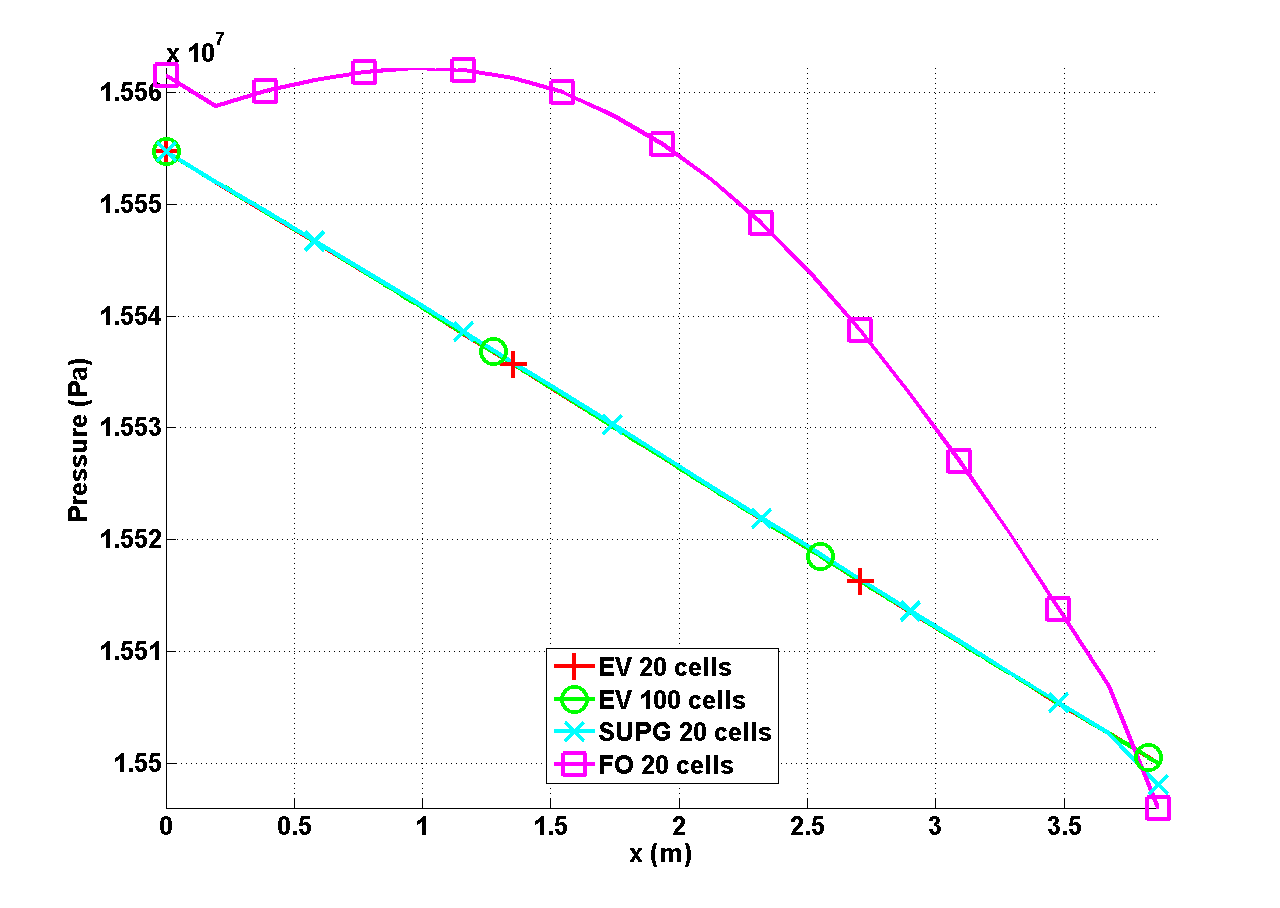 x 10^7
1.556
1.555
1.554
1.553
1.552
1.551
1.55
Pressure (Pa)
EV 20 cells
EV 100 cells
SUPG 20 cells
FO 20 cells
0 0.5 1 1.5 2 2.5 3 3.5
x (m)